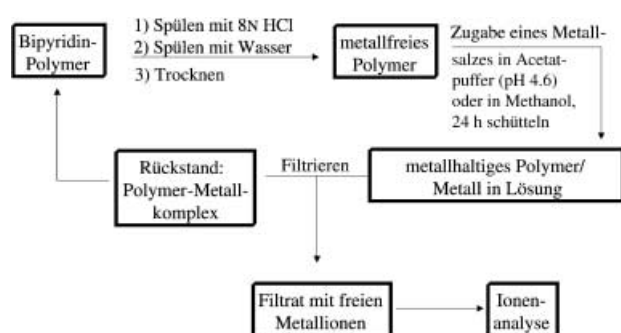 Bipyridin-
Polymer
1) Spülen mit 8N HCl
2) Spülen mit Wasser
3) Trocknen
metallfreies
Polymer
Zugabe eines Metall-
salzes in Acetat-
puffer (pH 4.6)
oder in Methanol,
24 h schütteln
Rückstand:
Polymer-Metall-
komplex
Filtrieren
metallhaltiges Polymer/
Metall in Lösung
Filtrat mit freien
Metallionen
Ionen-
analyse